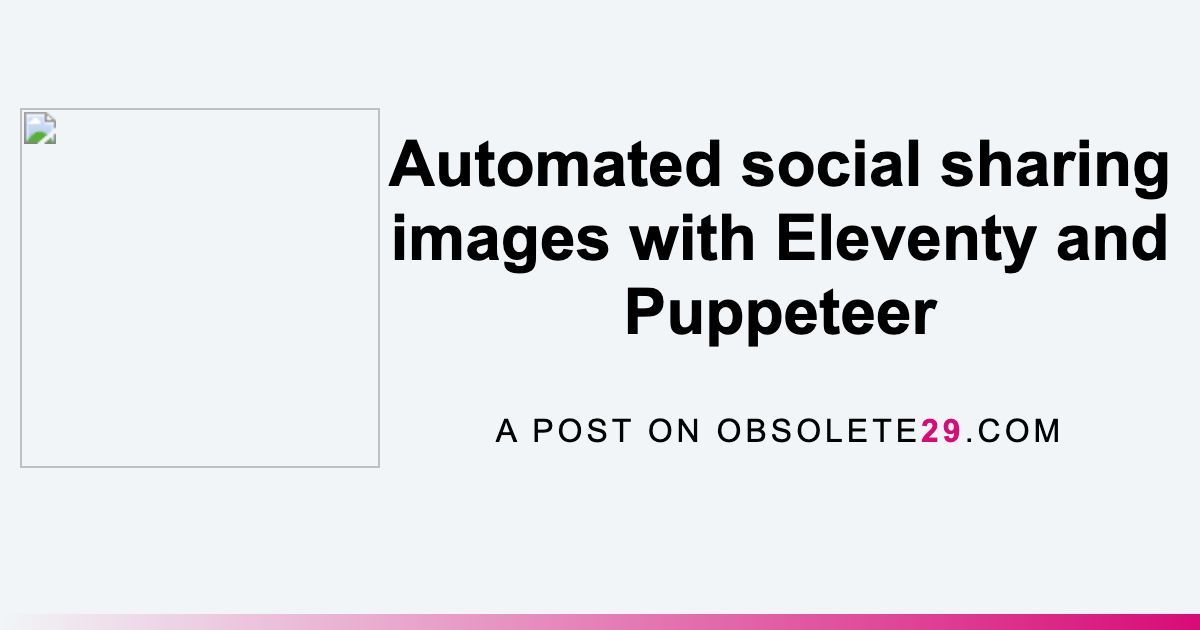 Automated social sharing
images with Eleventy and
Puppeteer
A POST ON OBSOLETE29.COM